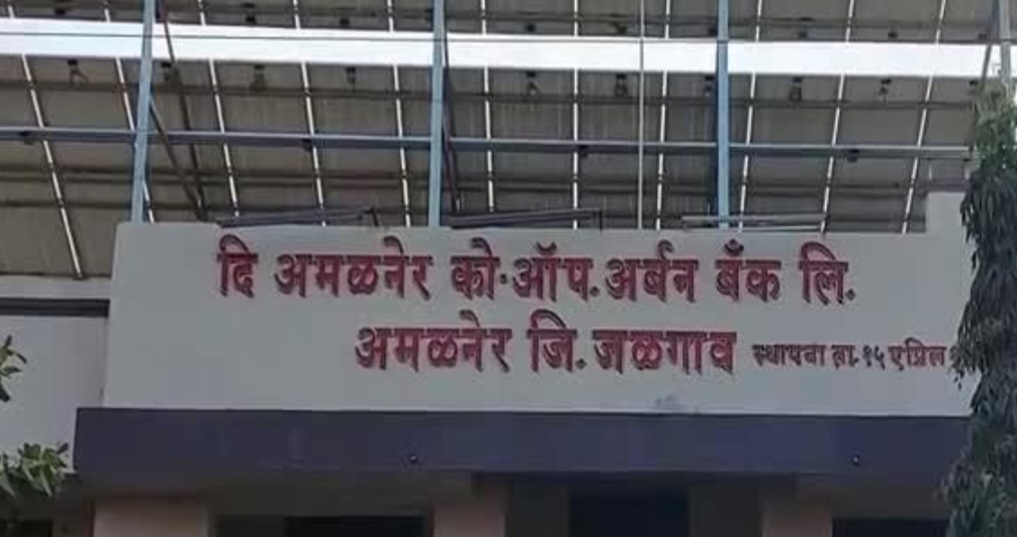 दि अमळनेर को-ऑप.अर्बन बँक लि.
अमळनेर जि.जळगाव स्थापना ता.१५ एप्रिल